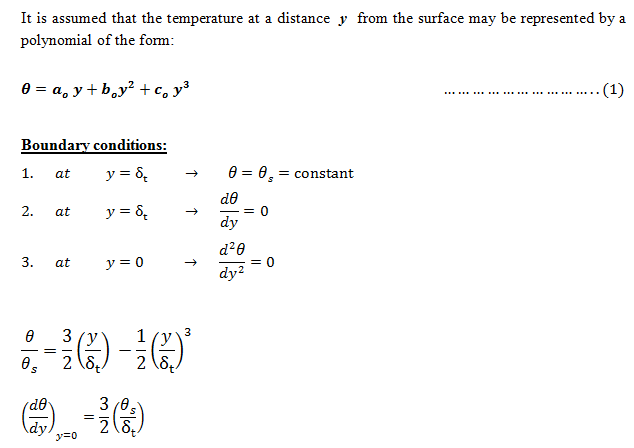 It is assumed that the temperature at a distance y from the surface may be represented by a
polynomial of the form:
θ = aₒ y + bₒy² + cₒ y³ … … … … … … … … … … . . (1)
Boundary conditions:
1. at y = δₜ → θ = θₛ = constant
2. at y = δₜ → dθ/dy = 0
3. at y = 0 → d²θ/dy² = 0
θ/θₛ = 3/2 (y/δₜ) − 1/2 (y/δₜ)³
(dθ/dy)y=0 = 3/2 (θₛ/δₜ)